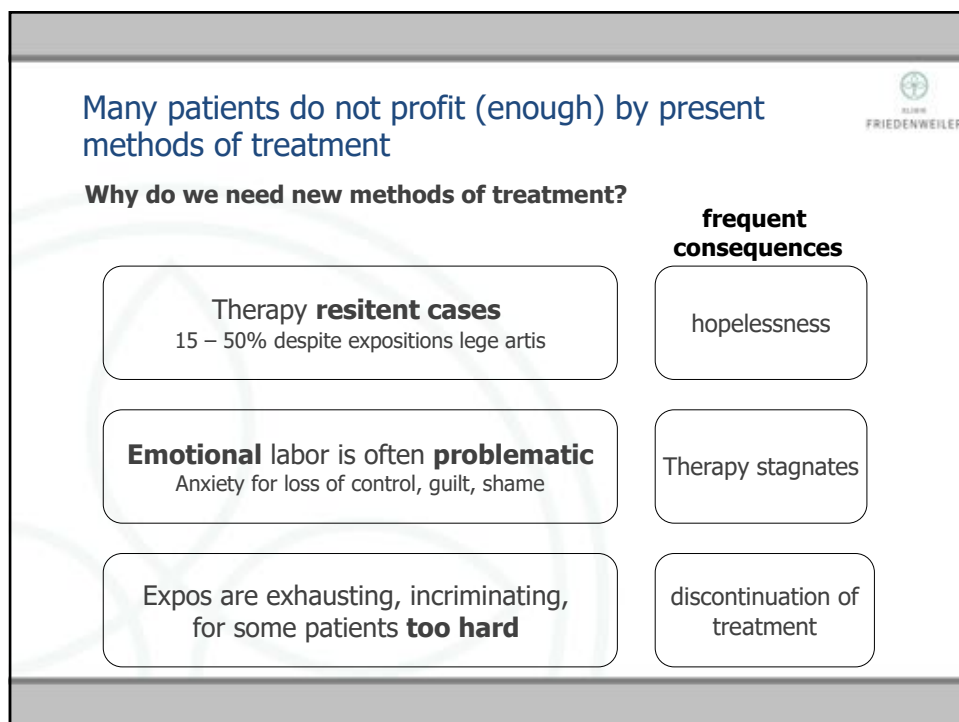 Many patients do not profit (enough) by present
methods of treatment
KLINIK
FRIEDENWEILER
Why do we need new methods of treatment?
frequent
consequences
Therapy resitent cases
15 – 50% despite expositions lege artis
hopelessness
Emotional labor is often problematic
Anxiety for loss of control, guilt, shame
Therapy stagnates
Expos are exhausting, incriminating,
for some patients too hard
discontinuation of
treatment